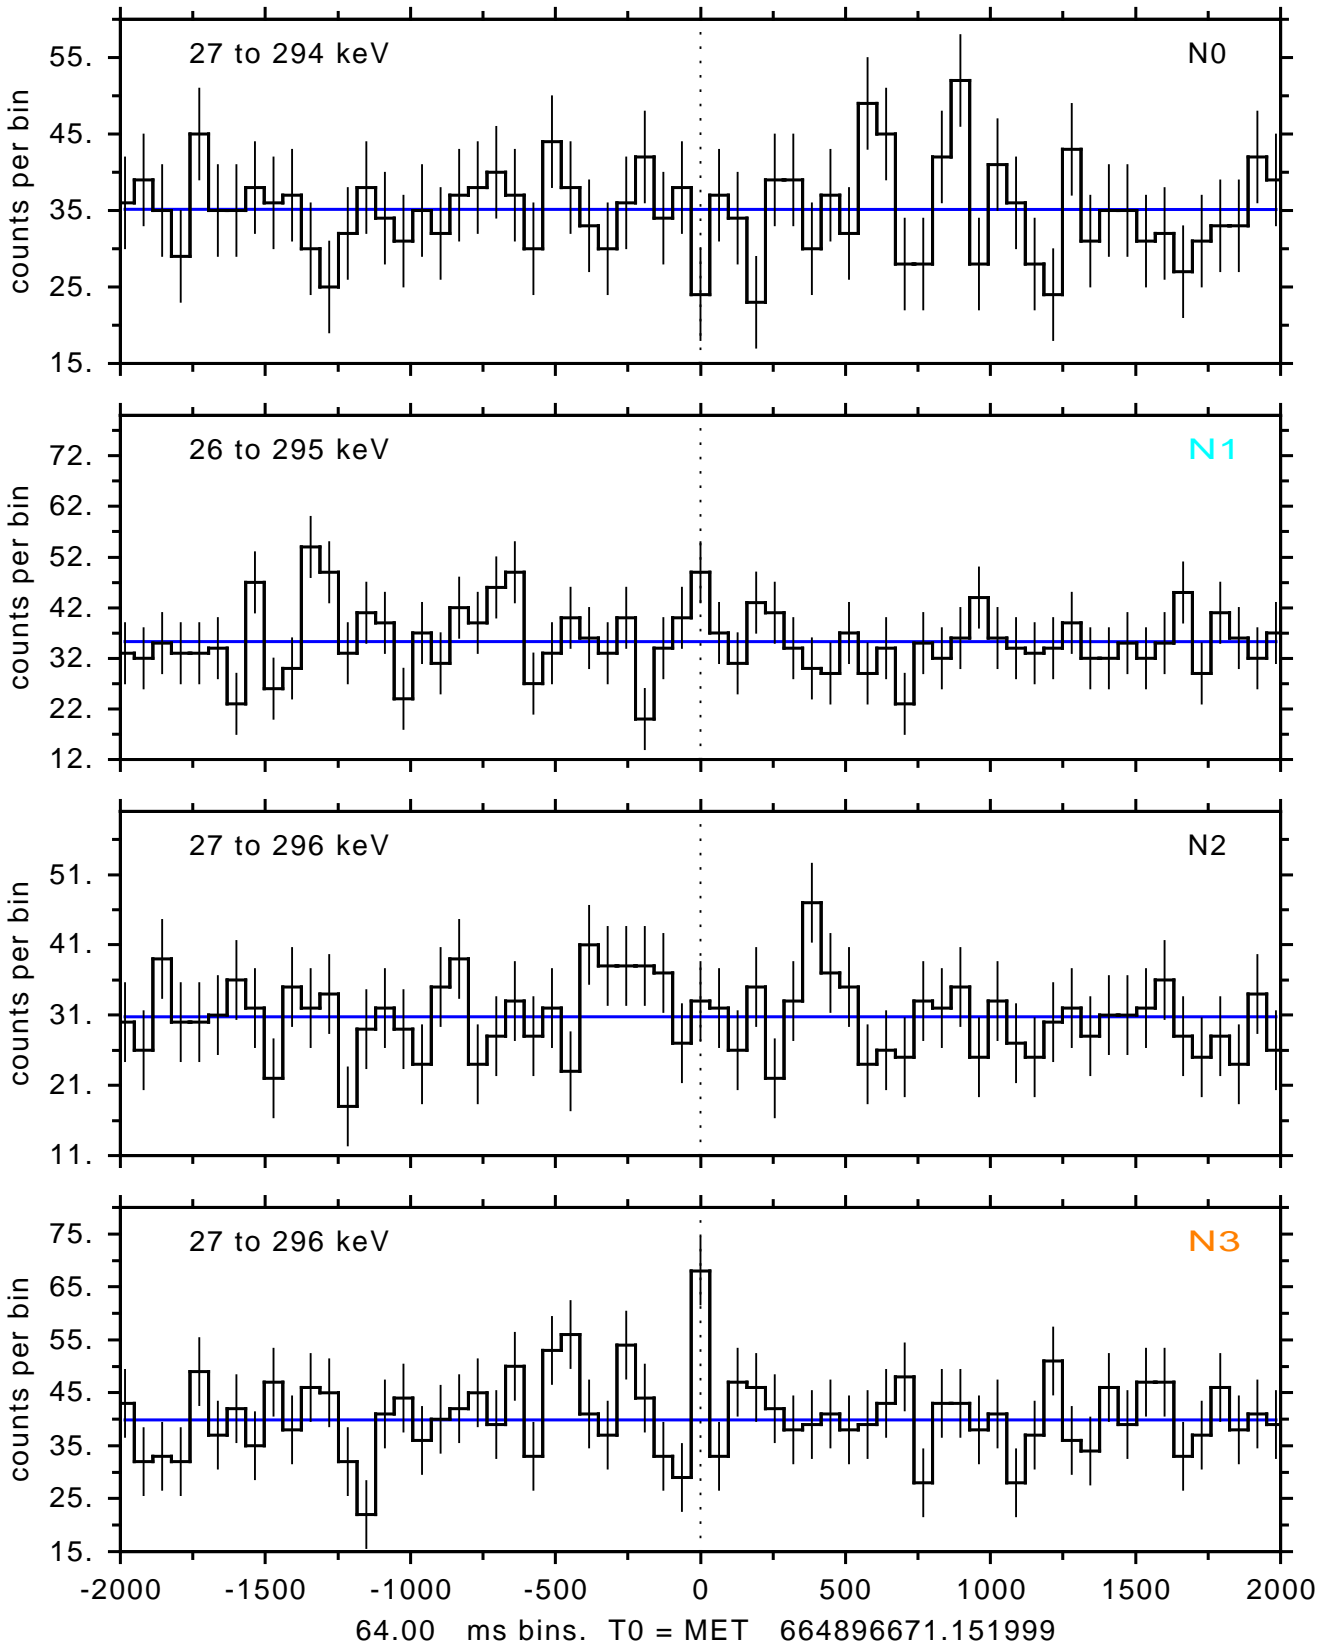 27 to 294 keV N0
55.
45.
35.
25.
15.
counts per bin
26 to 295 keV N1
72.
62.
52.
42.
32.
22.
12.
counts per bin
27 to 296 keV N2
51.
41.
31.
21.
11.
counts per bin
27 to 296 keV N3
75.
65.
55.
45.
35.
25.
15.
counts per bin
-2000 -1500 -1000 -500 0 500 1000 1500 2000
64.00 ms bins. T0 = MET 664896671.151999